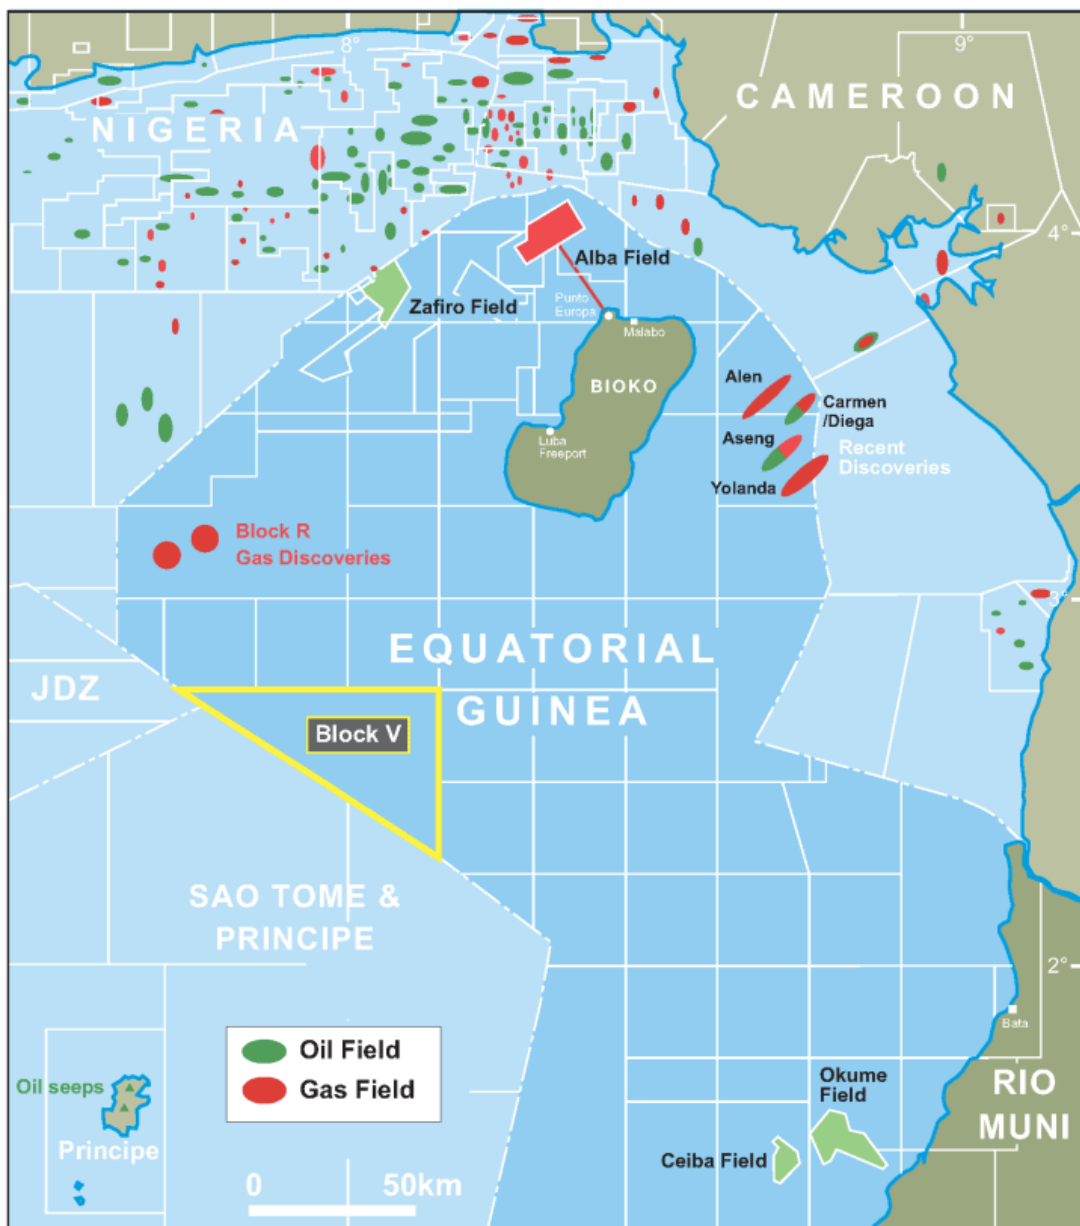 8°
9°
CAMEROON
NIGERIA
4°
Alba Field
Zafiro Field
Punto
Europa
Malabo
BIOKO
Alen
Carmen
/Diega
Aseng
Recent
Discoveries
Luba
Freeport
Yolanda
Block R
Gas Discoveries
3°
EQUATORIAL
GUINEA
JDZ
Block V
SAO TOME &
PRINCIPE
2°
Bata
Oil Field
Gas Field
Oil seeps
Principe
Okume
Field
RIO
MUNI
Ceiba Field
0 50km